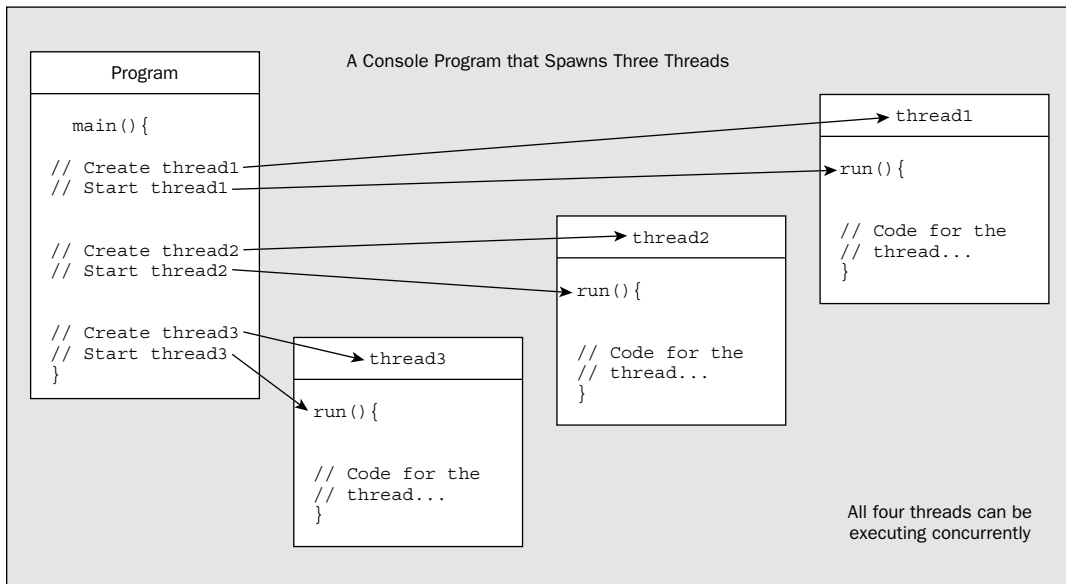 A Console Program that Spawns Three Threads
Program
main(){
// Create thread1
// Start thread1
// Create thread2
// Start thread2
// Create thread3
// Start thread3
}
thread1
run(){
// Code for the
// thread...
}
thread2
run(){
// Code for the
// thread...
}
thread3
run(){
// Code for the
// thread...
}
All four threads can be
executing concurrently